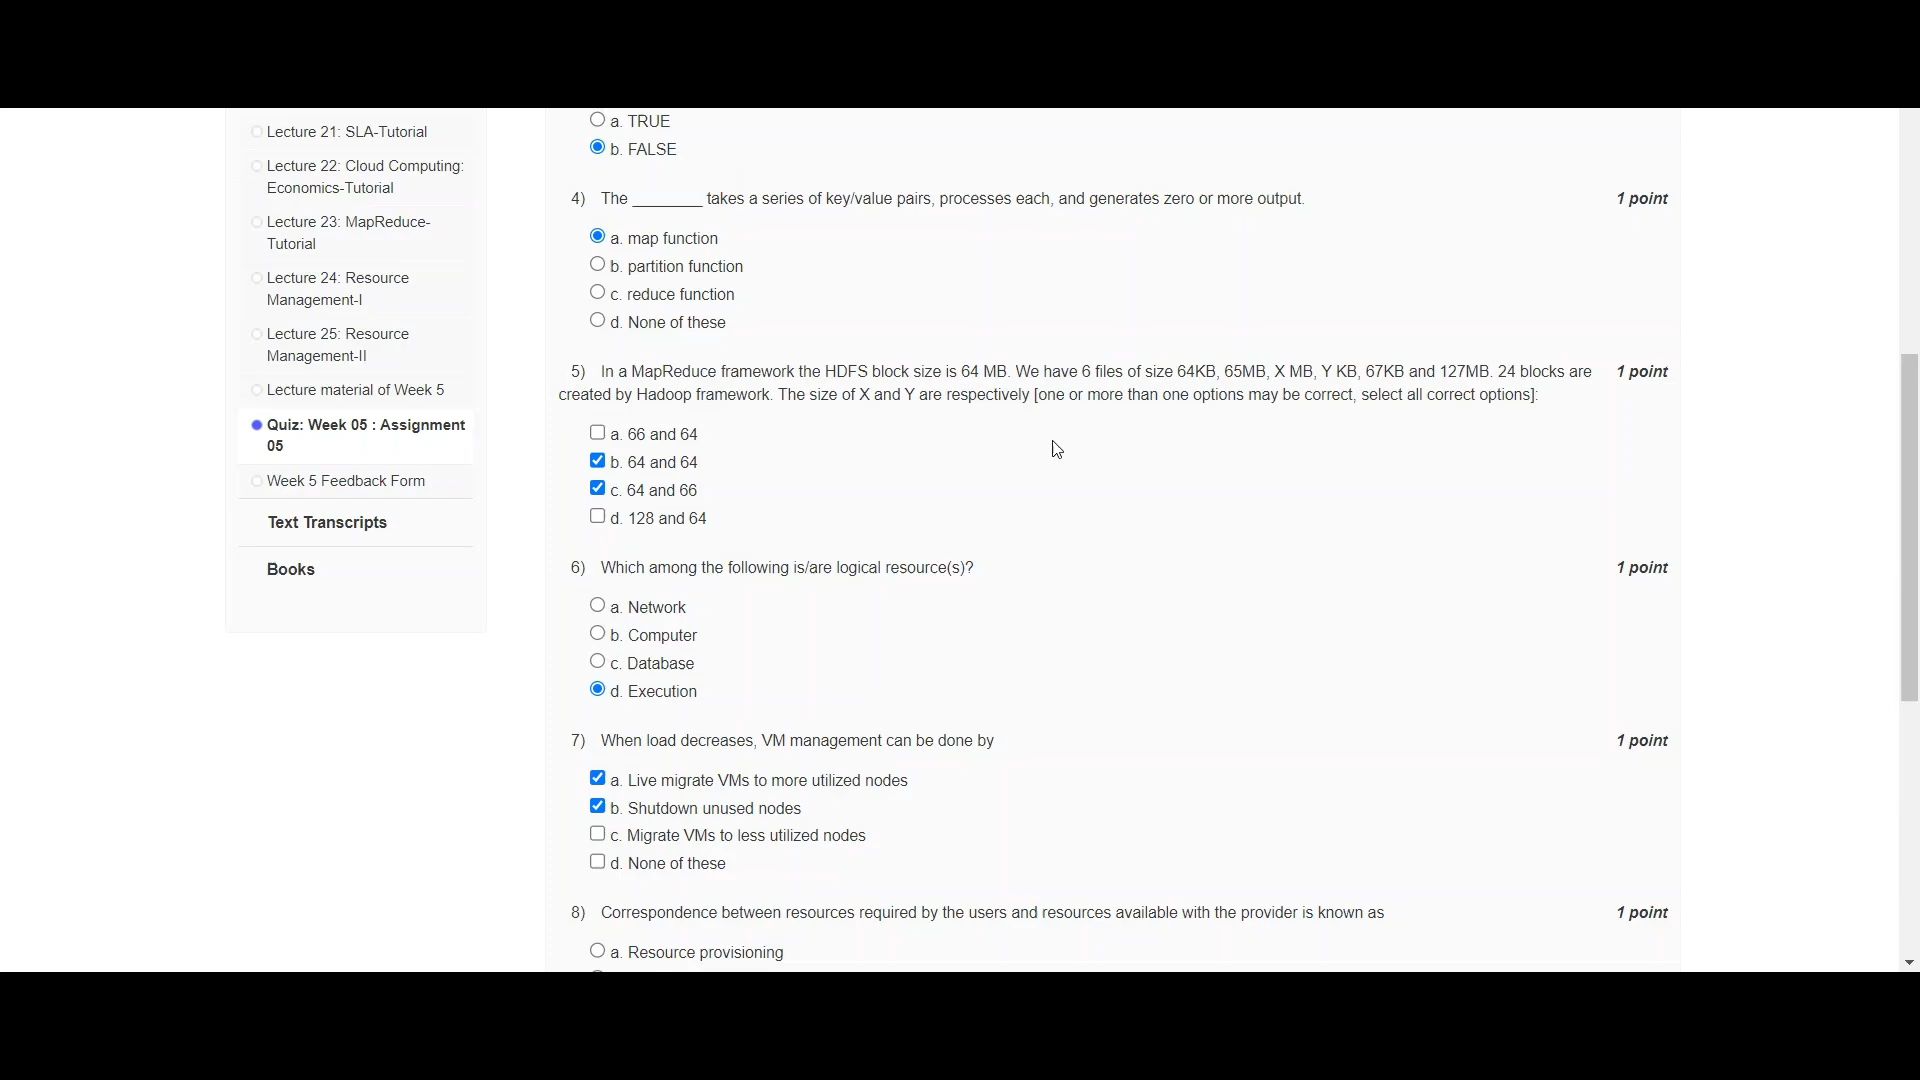 Lecture 21: SLA-Tutorial
Lecture 22: Cloud Computing:
Economics-Tutorial
Lecture 23: MapReduce-
Tutorial
Lecture 24: Resource
Management-I
Lecture 25: Resource
Management-II
Lecture material of Week 5
Quiz: Week 05 : Assignment
05
Week 5 Feedback Form
Text Transcripts
Books
a. TRUE
b. FALSE
4) The ________ takes a series of key/value pairs, processes each, and generates zero or more output. 1 point
a. map function
b. partition function
c. reduce function
d. None of these
5) In a MapReduce framework the HDFS block size is 64 MB. We have 6 files of size 64KB, 65MB, X MB, Y KB, 67KB and 127MB. 24 blocks are 1 point
created by Hadoop framework. The size of X and Y are respectively [one or more than one options may be correct, select all correct options]:
a. 66 and 64
b. 64 and 64
c. 64 and 66
d. 128 and 64
6) Which among the following is/are logical resource(s)? 1 point
a. Network
b. Computer
c. Database
d. Execution
7) When load decreases, VM management can be done by 1 point
a. Live migrate VMs to more utilized nodes
b. Shutdown unused nodes
c. Migrate VMs to less utilized nodes
d. None of these
8) Correspondence between resources required by the users and resources available with the provider is known as 1 point
a. Resource provisioning